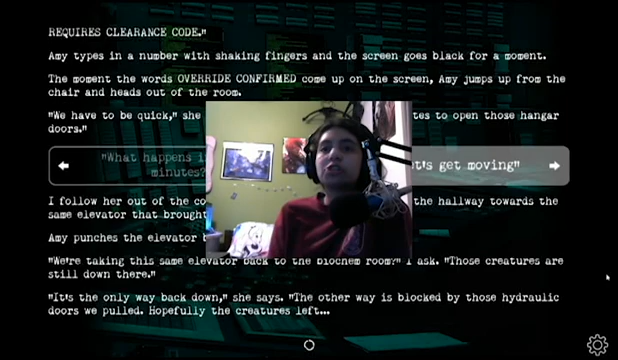 REQUIRES CLEARANCE CODE."
Amy types in a number with shaking fingers and the screen goes black for a moment.
The moment the words OVERRIDE CONFIRMED come up on the screen, Amy jumps up from the
chair and heads out of the room.
"We have to be quick," she tes to open those hangar
doors."
"What happens i
minutes?
t's get moving"
I follow her out of the co the hallway towards the
same elevator that brought
Amy punches the elevator b
"We're taking this same elevator back to the biochem room?" I ask. "Those creatures are
still down there."
"It's the only way back down," she says. "The other way is blocked by those hydraulic
doors we pulled. Hopefully the creatures left...